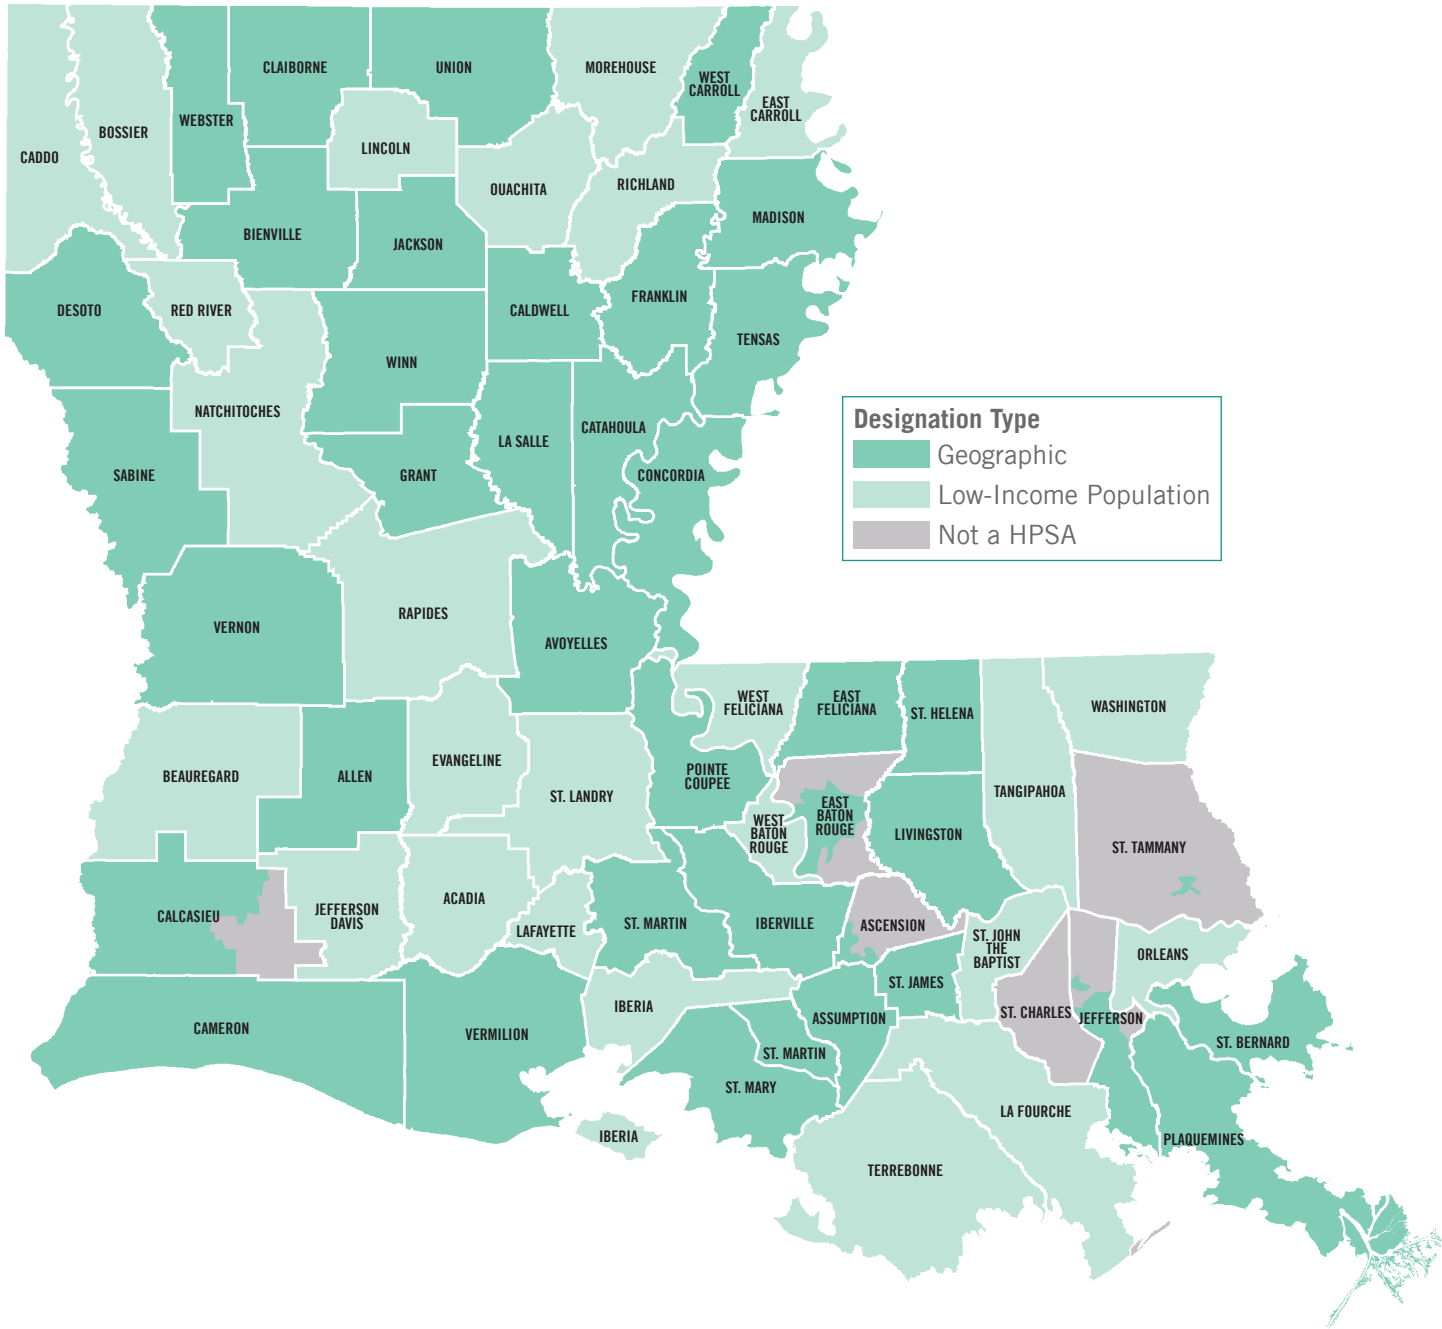 CLAIBORNE
UNION
MOREHOUSE
WEST
CARROLL
EAST
CARROLL
WEBSTER
BOSSIER
CADDO
LINCOLN
OUACHITA
RICHLAND
MADISON
BIENVILLE
JACKSON
DESOTO
RED RIVER
CALDWELL
FRANKLIN
TENSAS
WINN
NATCHITOCHES
SABINE
GRANT
LA SALLE
CATAHOULA
CONCORDIA
Designation Type
Geographic
Low-Income Population
Not a HPSA
VERNON
RAPIDES
AVOYELLES
WEST
FELICIANA
EAST
FELICIANA
ST. HELENA
WASHINGTON
BEAUREGARD
ALLEN
EVANGELINE
ST. LANDRY
POINTE
COUPEE
WEST
BATON
ROUGE
EAST
BATON
ROUGE
LIVINGSTON
TANGIPAHOA
ST. TAMMANY
CALCASIEU
JEFFERSON
DAVIS
ACADIA
LAFAYETTE
ST. MARTIN
IBERVILLE
ASCENSION
ST. JOHN
THE
BAPTIST
ORLEANS
CAMERON
VERMILION
IBERIA
ST. JAMES
ASSUMPTION
ST. CHARLES
JEFFERSON
ST. BERNARD
ST. MARTIN
ST. MARY
LA FOURCHE
IBERIA
TERREBONNE
PLAQUEMINES